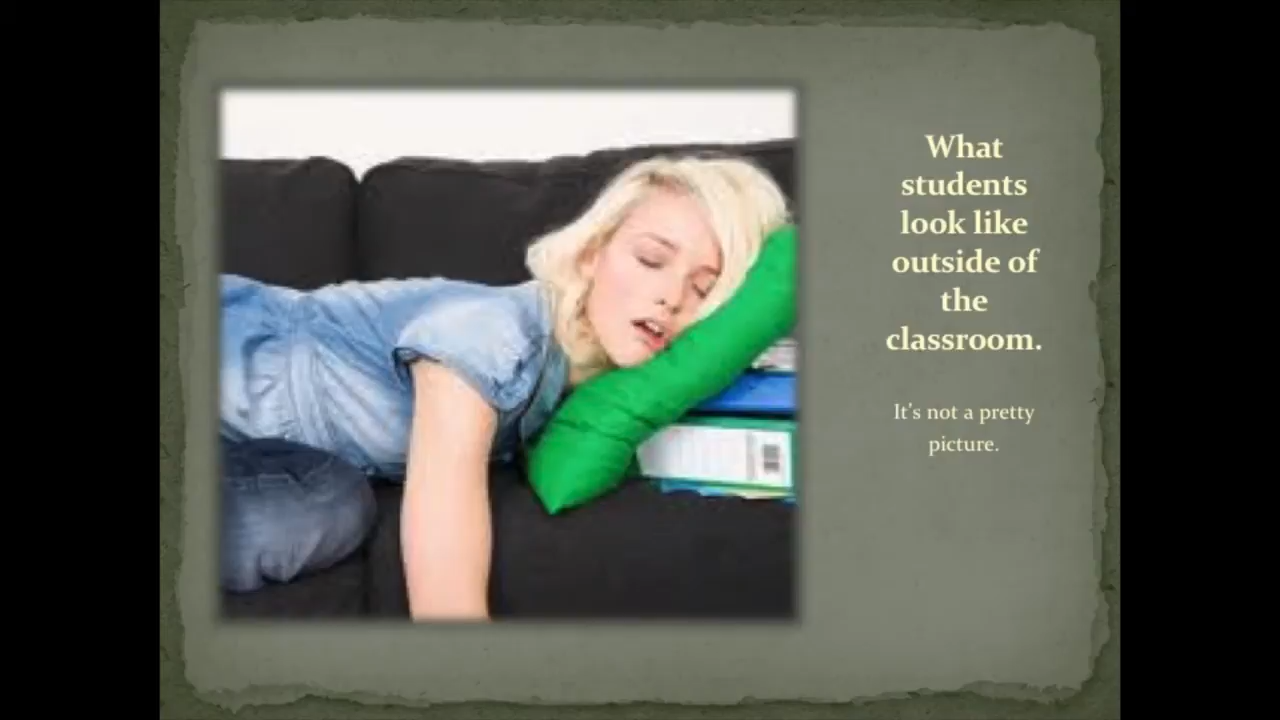 What
students
look like
outside of
the
classroom.
It's not a pretty
picture.